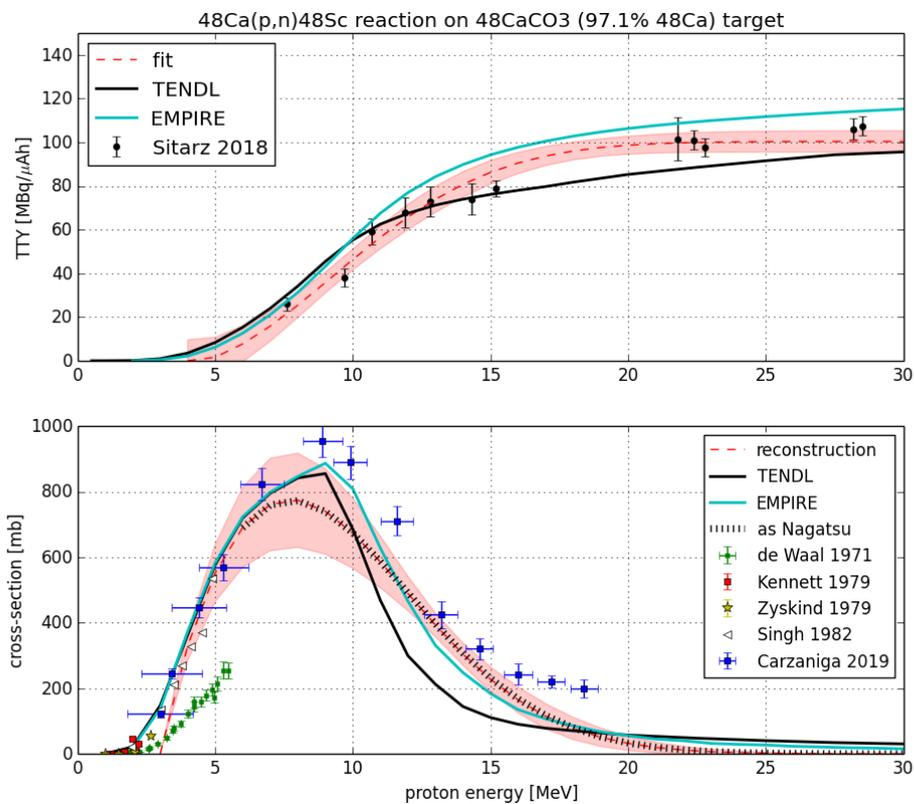 48Ca(p,n)48Sc reaction on 48CaCO3 (97.1% 48Ca) target
TTY [MBq/μAh]
140
120
100
80
60
40
20
0
fit
TENDL
EMPIRE
Sitarz 2018
0 5 10 15 20 25 30
cross-section [mb]
1000
800
600
400
200
0
reconstruction
TENDL
EMPIRE
as Nagatsu
de Waal 1971
Kennett 1979
Zyskind 1979
Singh 1982
Carzaniga 2019
0 5 10 15 20 25 30
proton energy [MeV]